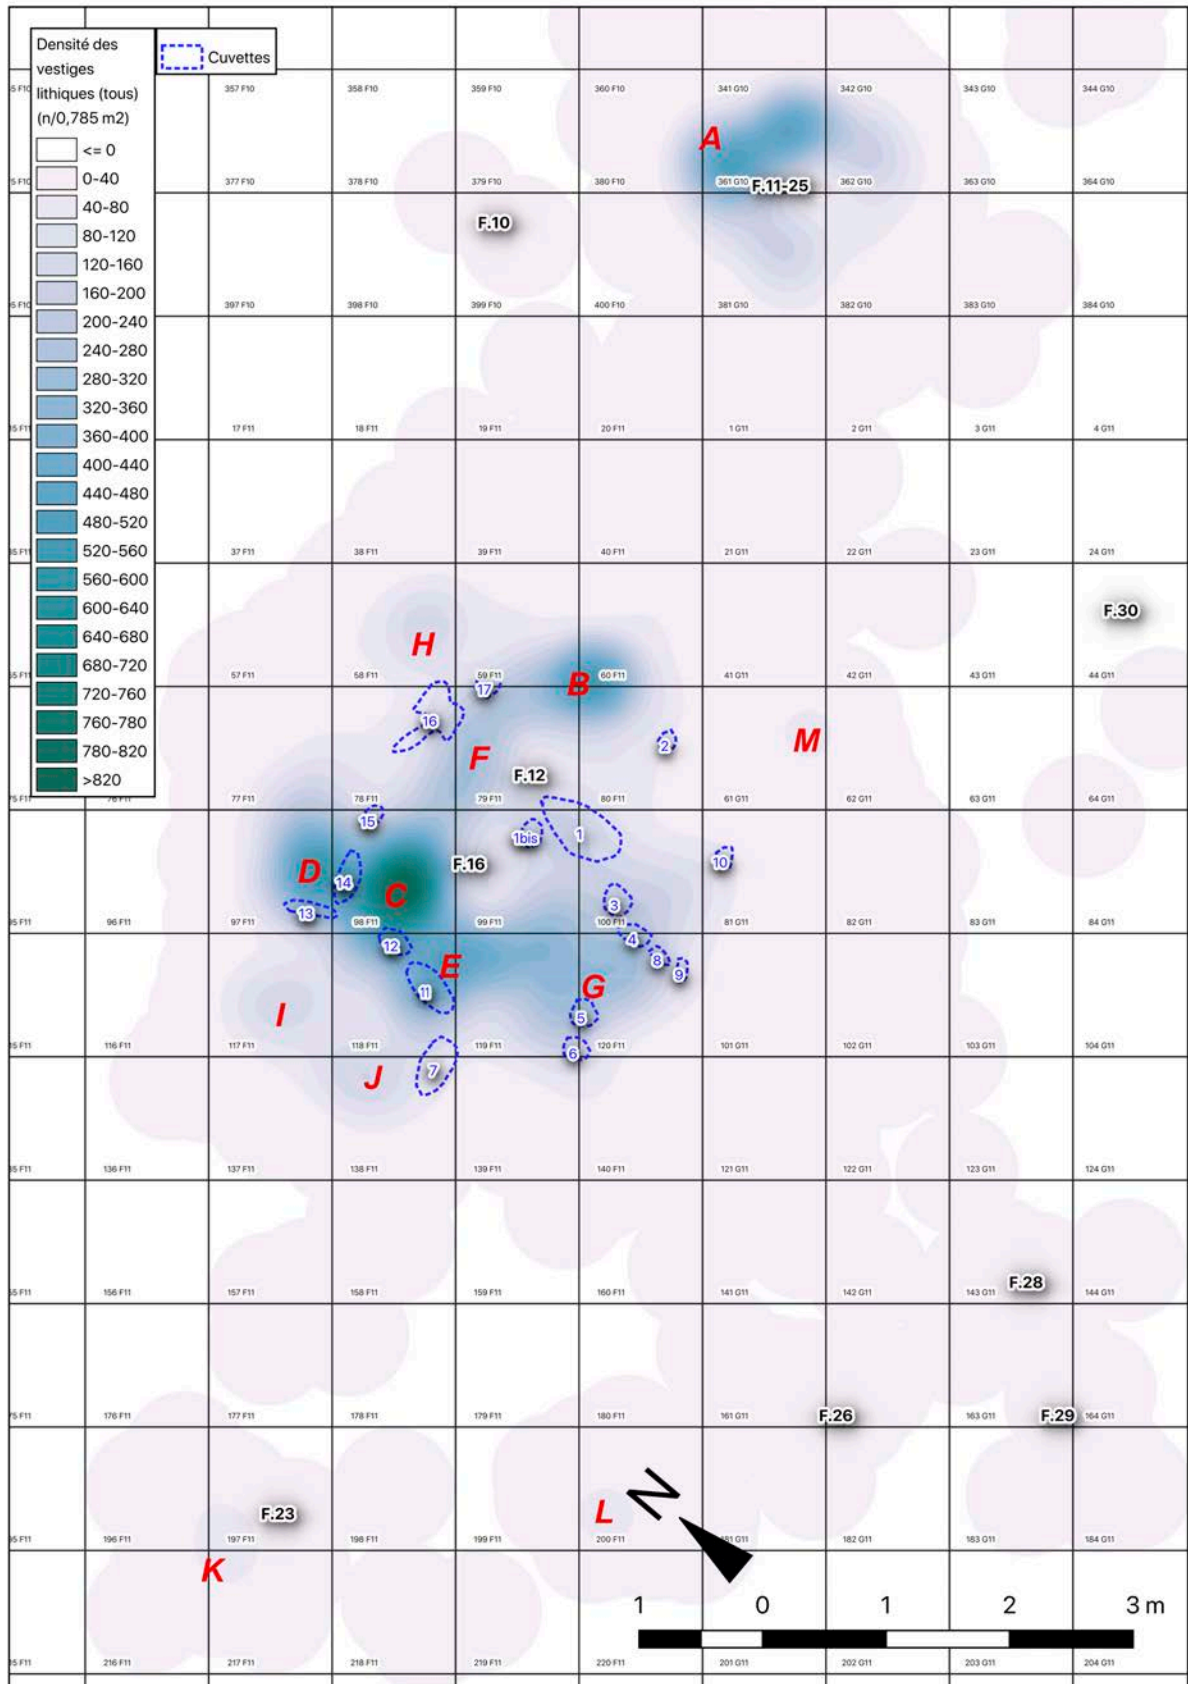 Densité des
vestiges
lithiques (tous)
(n/0,785 m2)
<= 0
0-40
40-80
80-120
120-160
160-200
200-240
240-280
280-320
320-360
360-400
400-440
440-480
480-520
520-560
560-600
600-640
640-680
680-720
720-760
760-780
780-820
>820
Cuvettes
357 F10 358 F10 359 F10 360 F10 341 G10 342 G10 343 G10 344 G10
A
377 F10 378 F10 379 F10 380 F10 361 G10 362 G10 363 G10 364 G10
F.11-25
F.10
397 F10 398 F10 399 F10 400 F10 381 G10 382 G10 383 G10 384 G10
17 F11 18 F11 19 F11 20 F11 1 G11 2 G11 3 G11 4 G11
37 F11 38 F11 39 F11 40 F11 21 G11 22 G11 23 G11 24 G11
F.30
H
57 F11 58 F11 59 F11 60 F11 41 G11 42 G11 43 G11 44 G11
B
17
16
2
M
F
F.12
77 F11 78 F11 79 F11 80 F11 61 G11 62 G11 63 G11 64 G11
15
1bis
1
10
F.16
D
14
C
13
3
96 F11 97 F11 98 F11 99 F11 100 F11 81 G11 82 G11 84 G11
12
4
8
E
9
11
G
I
5
116 F11 117 F11 118 F11 119 F11 120 F11 101 G11 102 G11 103 G11 104 G11
6
J
7
136 F11 137 F11 138 F11 139 F11 140 F11 121 G11 122 G11 123 G11 124 G11
F.28
156 F11 157 F11 158 F11 159 F11 160 F11 141 G11 142 G11 143 G11 144 G11
F.26
F.29
176 F11 177 F11 178 F11 179 F11 180 F11 161 G11 163 G11 164 G11
F.23
L
N
196 F11 197 F11 198 F11 199 F11 200 F11 181 G11 182 G11 183 G11 184 G11
K
1 0 1 2 3 m
216 F11 217 F11 218 F11 219 F11 220 F11 201 G11 202 G11 203 G11 204 G11